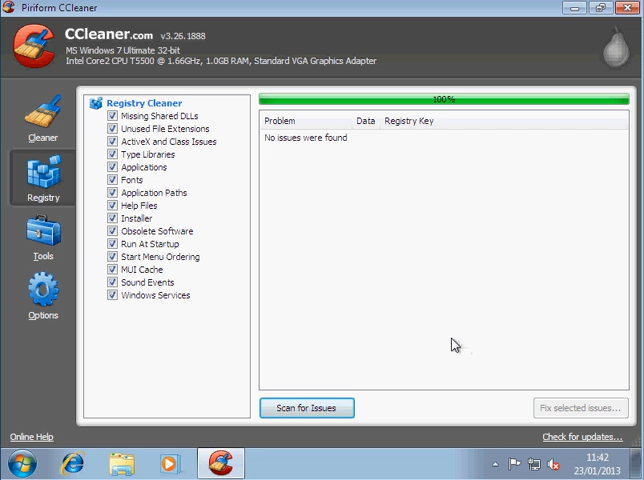 Piriform CCleaner
CCleaner.com v3.26.1888
MS Windows 7 Ultimate 32-bit
Intel Core2 CPU T5500 @ 1.66GHz, 1.0GB RAM, Standard VGA Graphics Adapter
Cleaner
Registry
Tools
Options
Registry Cleaner
Missing Shared DLLs
Unused File Extensions
ActiveX and Class Issues
Type Libraries
Applications
Fonts
Application Paths
Help Files
Installer
Obsolete Software
Run At Startup
Start Menu Ordering
MUI Cache
Sound Events
Windows Services
100%
Problem Data Registry Key
No issues were found
Scan for Issues
Fix selected issues...
Online Help
Check for updates...
11:42
23/01/2013